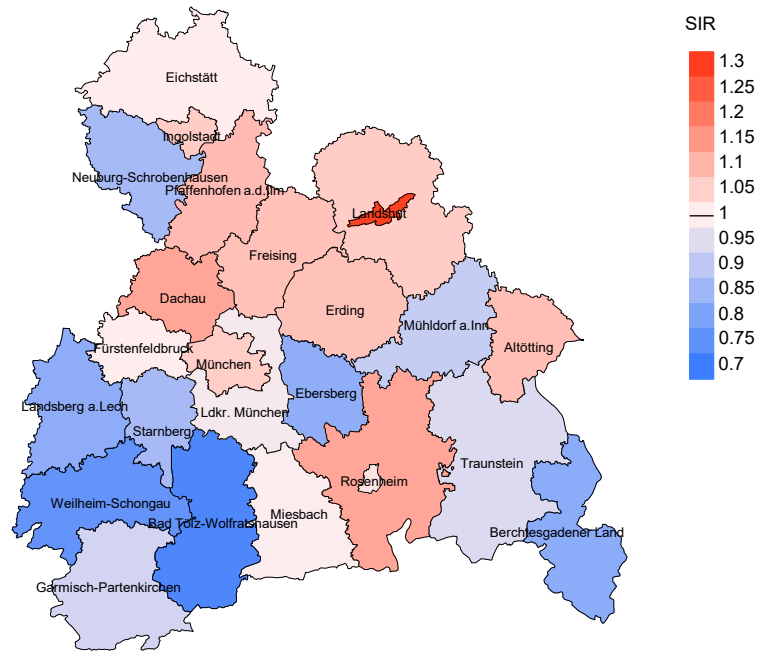 SIR
1.3
1.25
1.2
1.15
1.1
1.05
1
0.95
0.9
0.85
0.8
0.75
0.7
Eichstätt
Ingolstadt
Neuburg-Schrobenhausen
Pfaffenhofen a.d.Ilm
Landshut
Freising
Dachau
Erding
Mühldorf a.Inn
Altötting
Fürstenfeldbruck
München
Ebersberg
Landsberg a.Lech
Ldkr. München
Starnberg
Traunstein
Rosenheim
Weilheim-Schongau
Miesbach
Bad Tölz-Wolfratshausen
Berchtesgadener Land
Garmisch-Partenkirchen